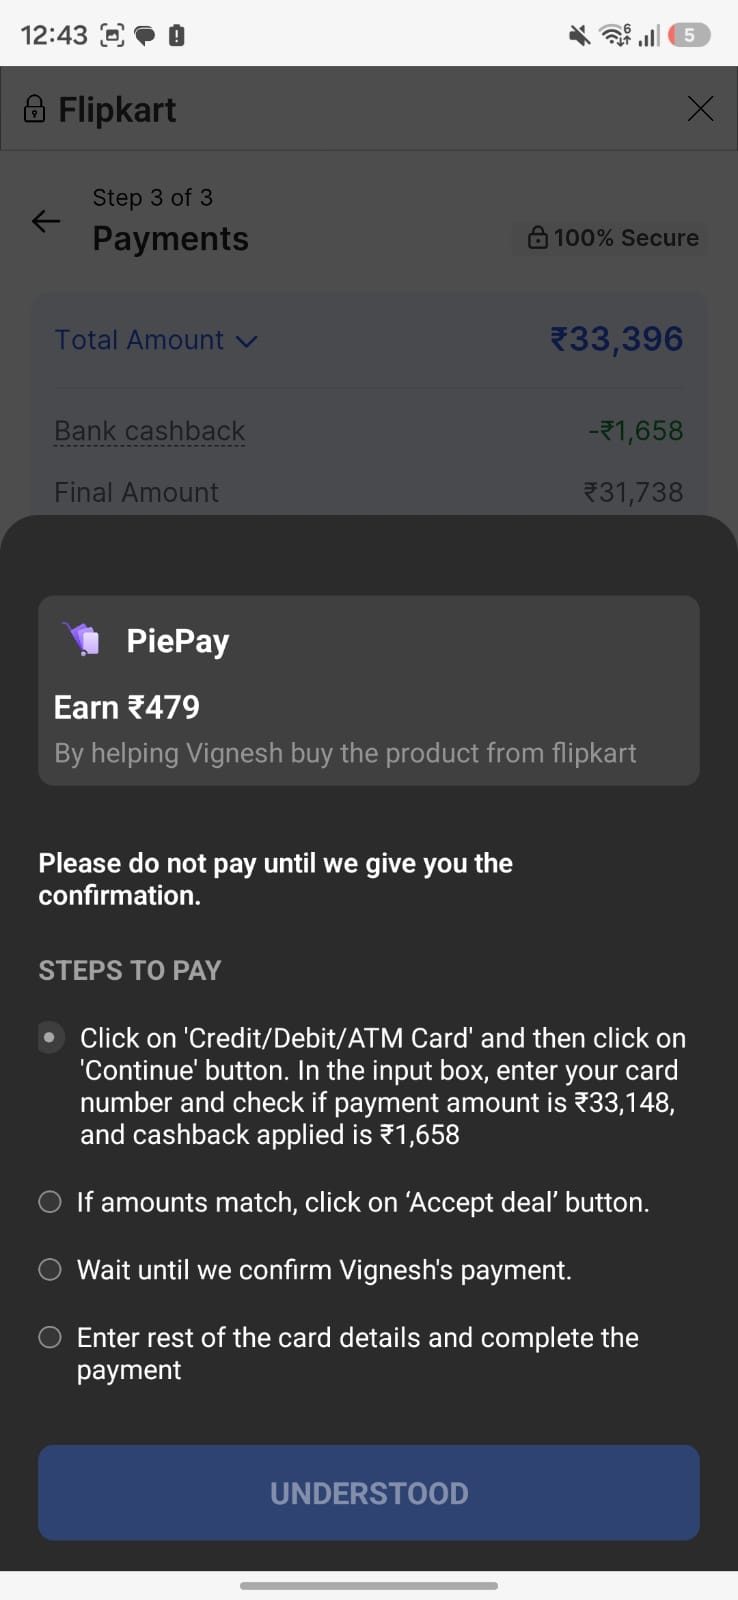 12:43
6
5
Flipkart
Step 3 of 3
Payments
100% Secure
Total Amount
₹33,396
Bank cashback
-₹1,658
Final Amount
₹31,738
PiePay
Earn ₹479
By helping Vignesh buy the product from flipkart
Please do not pay until we give you the
confirmation.
STEPS TO PAY
Click on 'Credit/Debit/ATM Card' and then click on
'Continue' button. In the input box, enter your card
number and check if payment amount is ₹33,148,
and cashback applied is ₹1,658
If amounts match, click on ‘Accept deal’ button.
Wait until we confirm Vignesh's payment.
Enter rest of the card details and complete the
payment
UNDERSTOOD